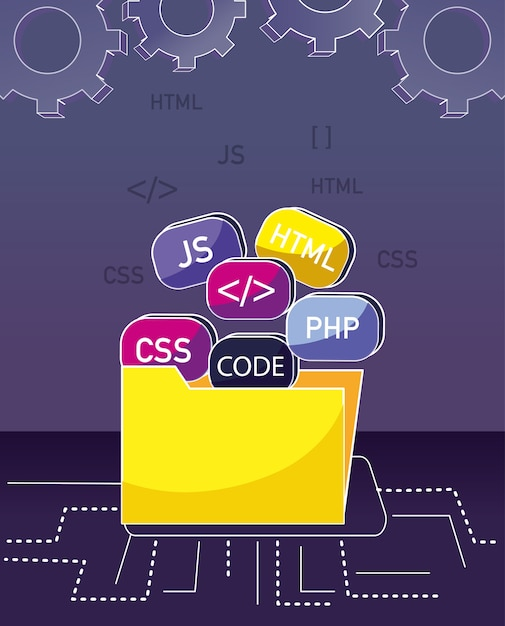 HTML
JS
[ ]
</>
HTML
CSS
CSS
JS
HTML
</>
PHP
CSS
CODE